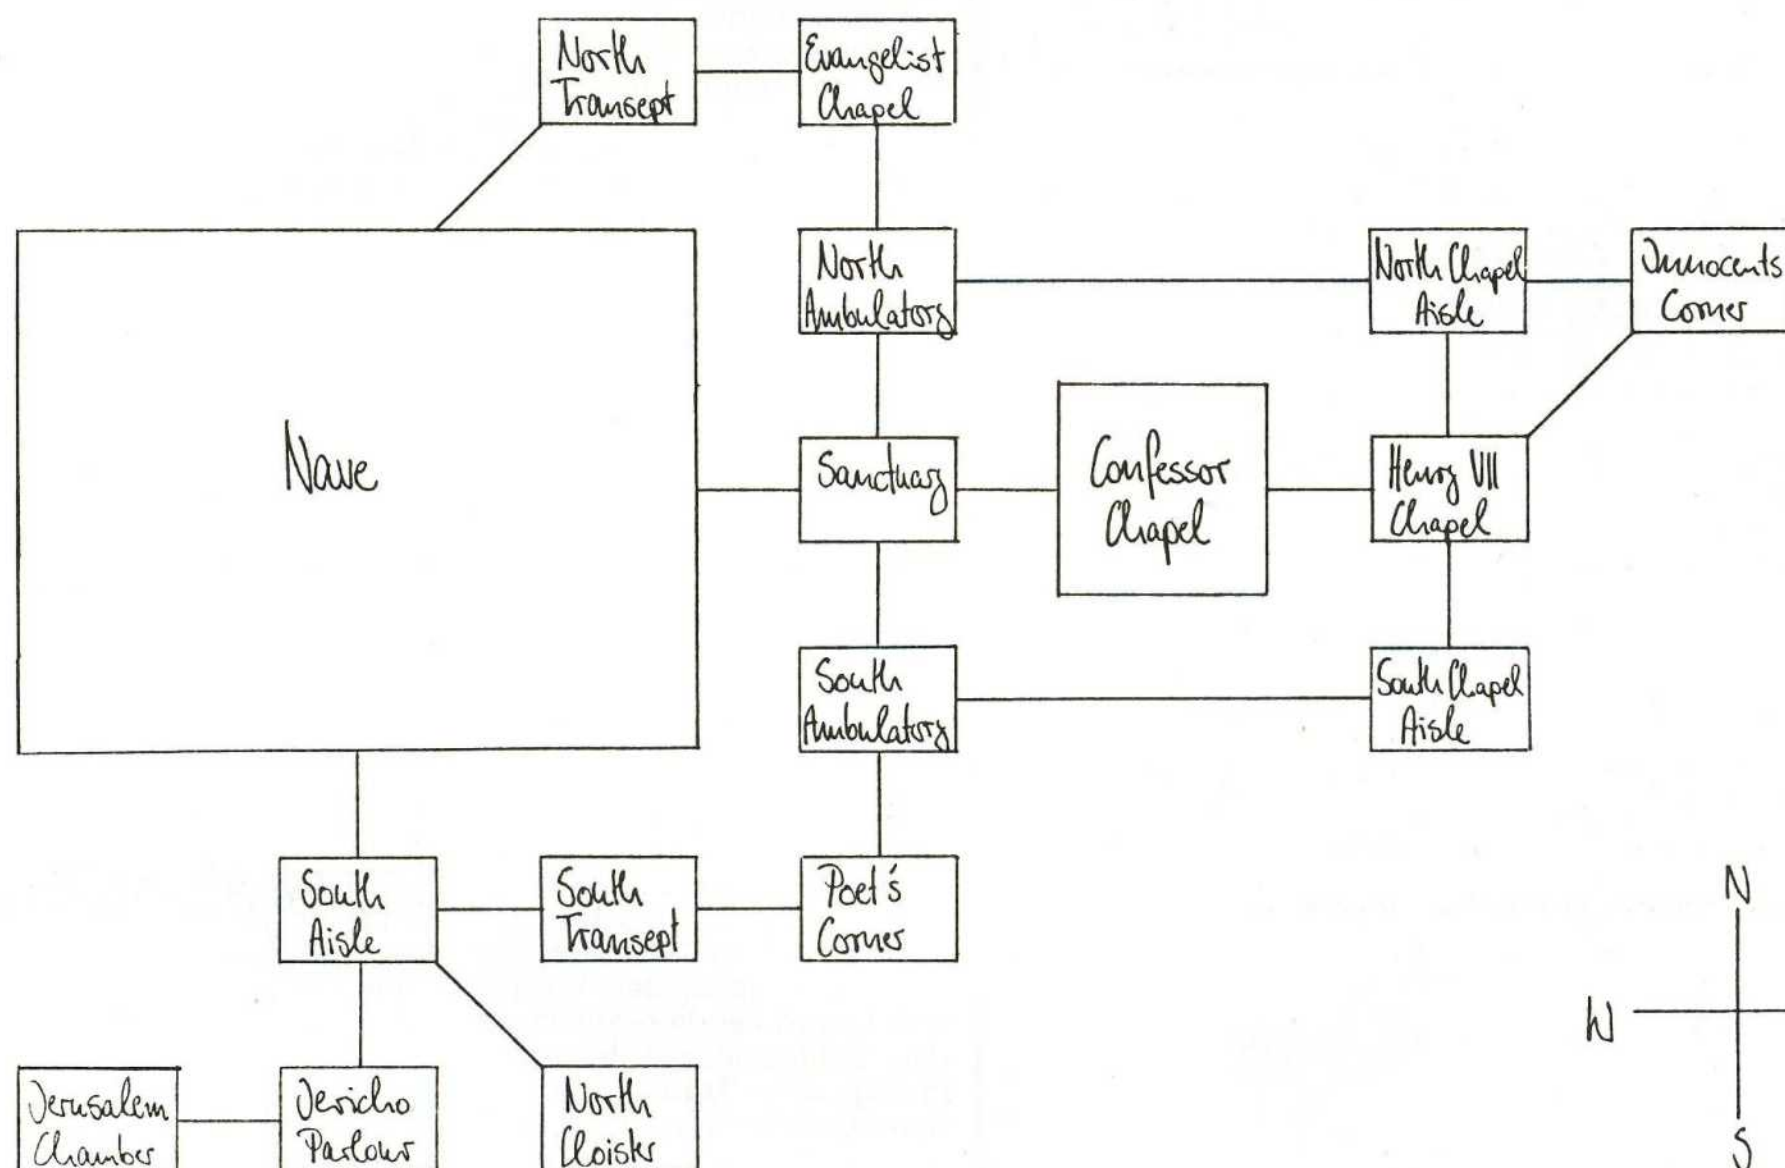 North
Transept
Evangelist
Chapel
North
Ambulatory
North Chapel
Aisle
Innocents
Corner
Nave
Sanctuary
Confessor
Chapel
Henry VII
Chapel
South
Ambulatory
South Chapel
Aisle
South
Aisle
South
Transept
Poet's
Corner
N
W
S
Jerusalem
Chamber
Jericho
Parlour
North
Cloister